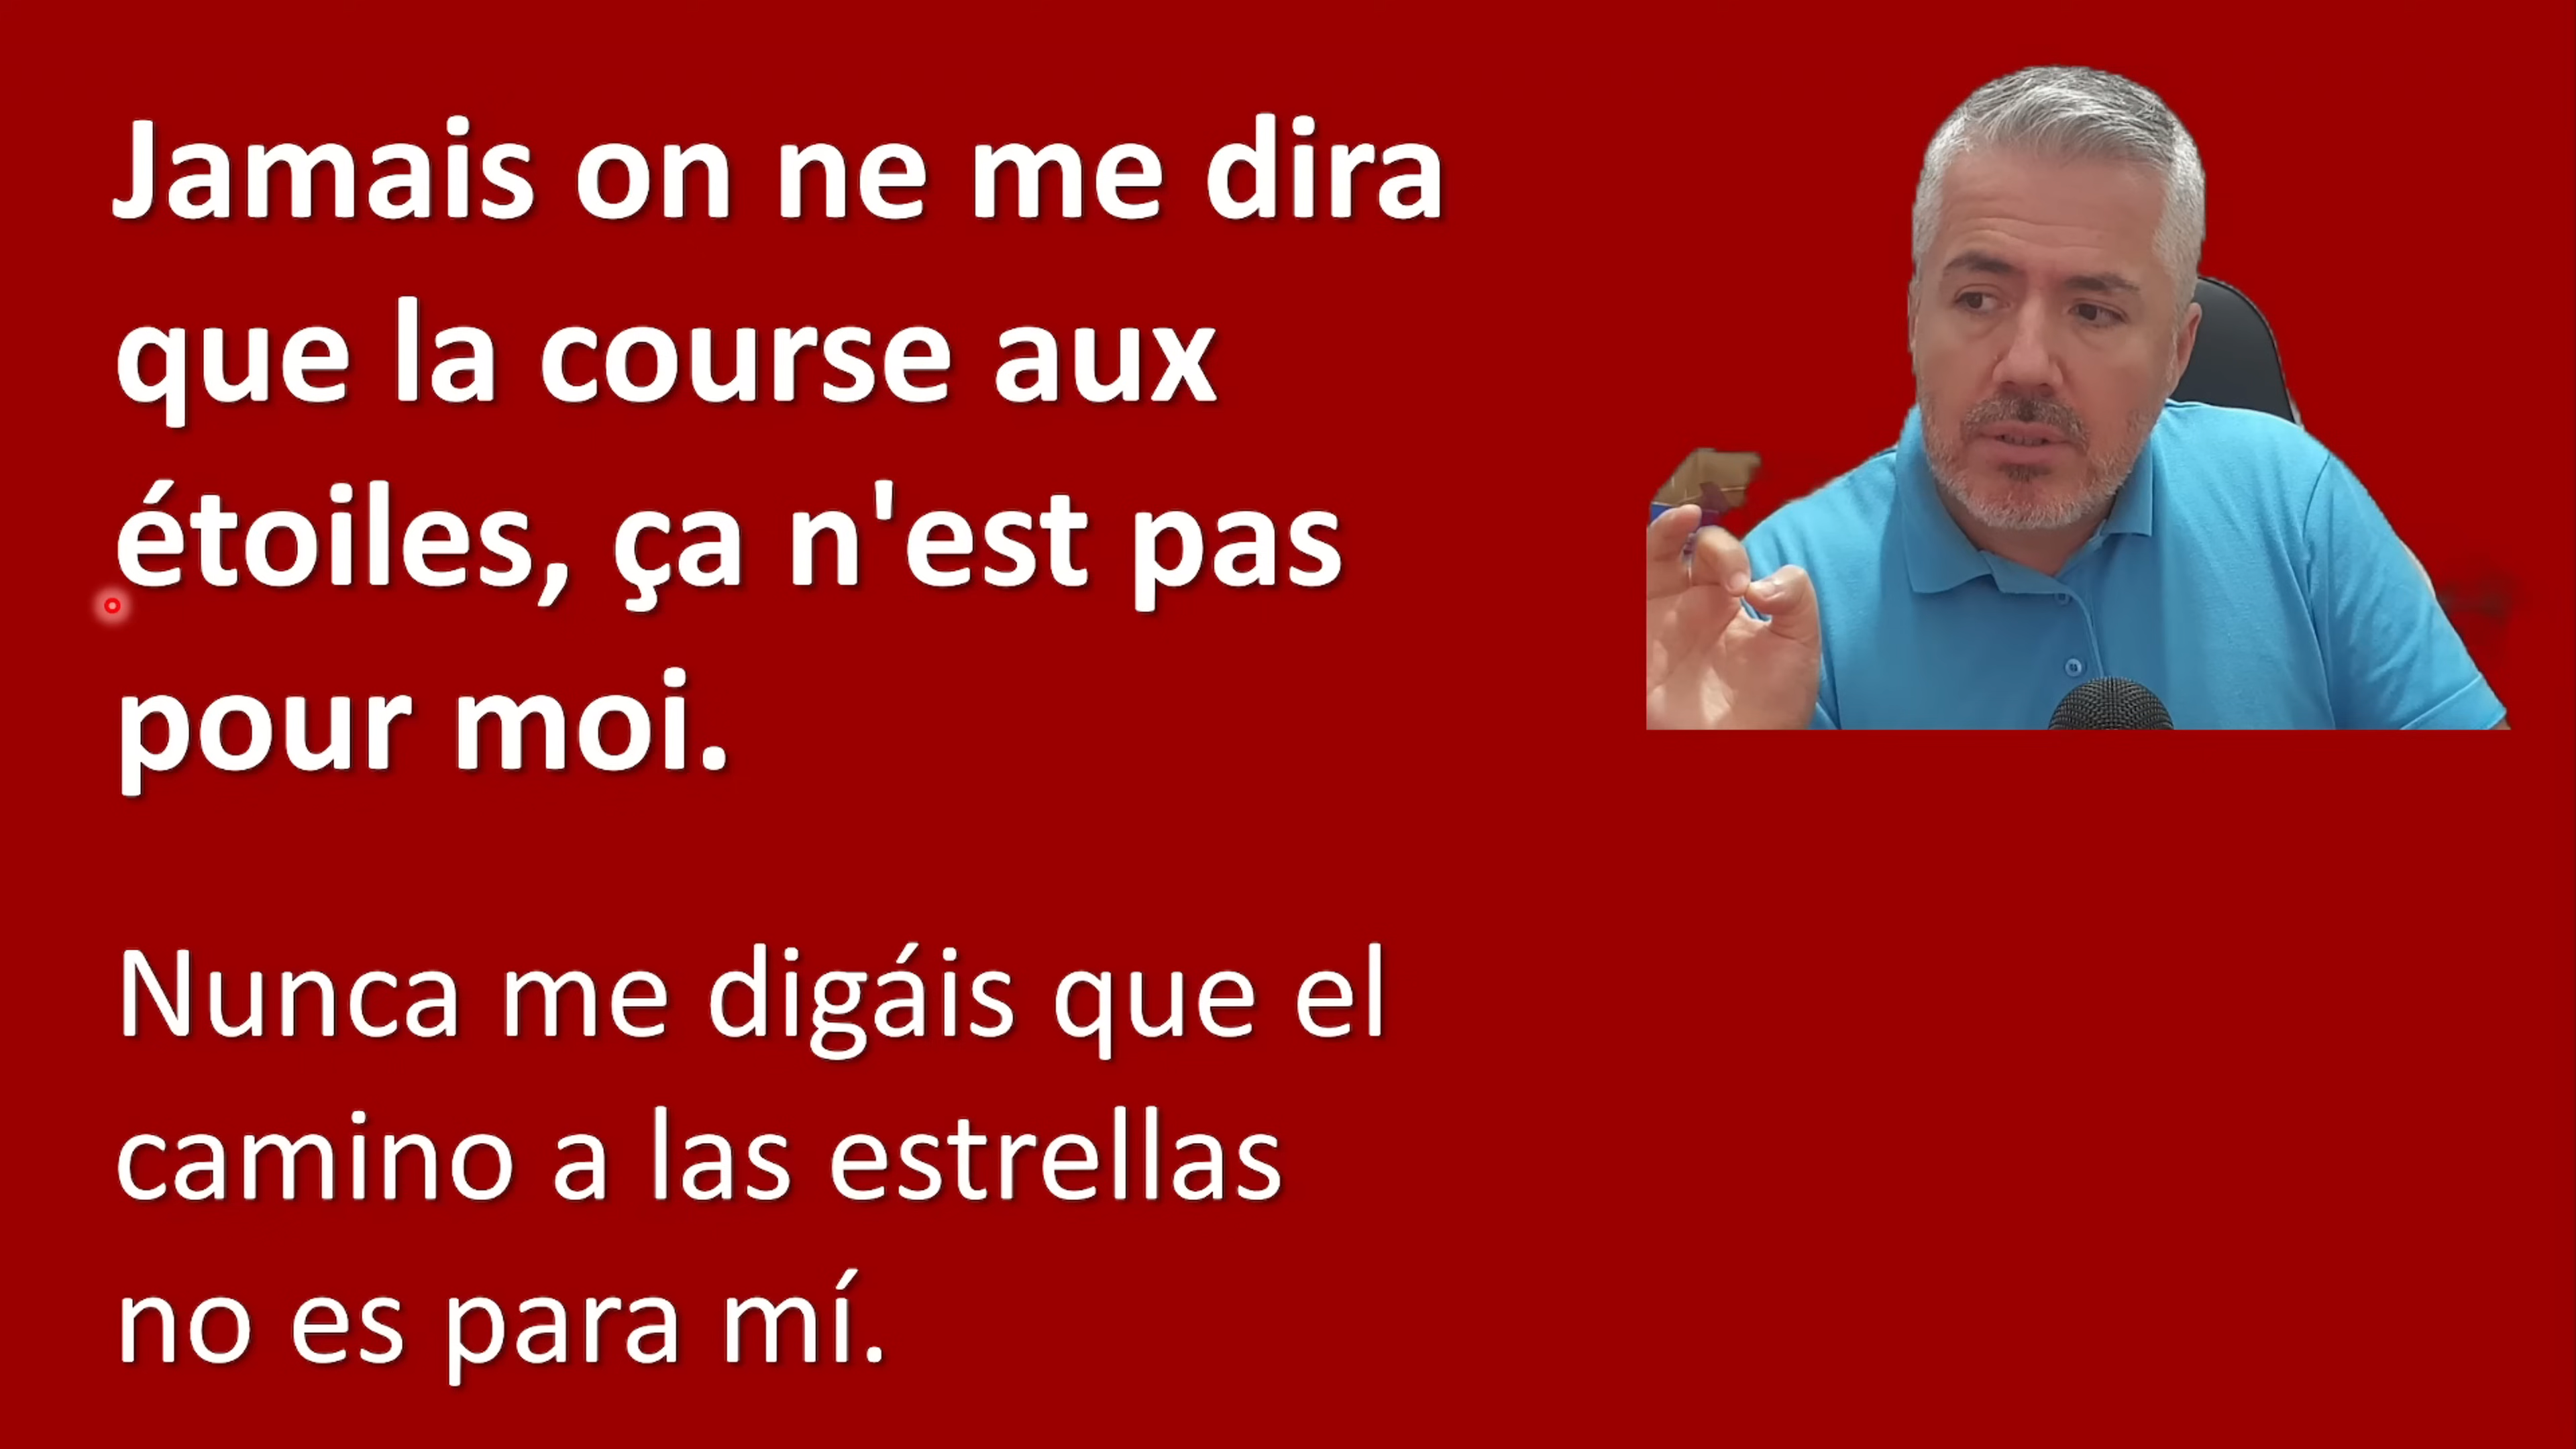 Jamais on ne me dira
que la course aux
étoiles, ça n'est pas
pour moi.
Nunca me digáis que el
camino a las estrellas
no es para mí.